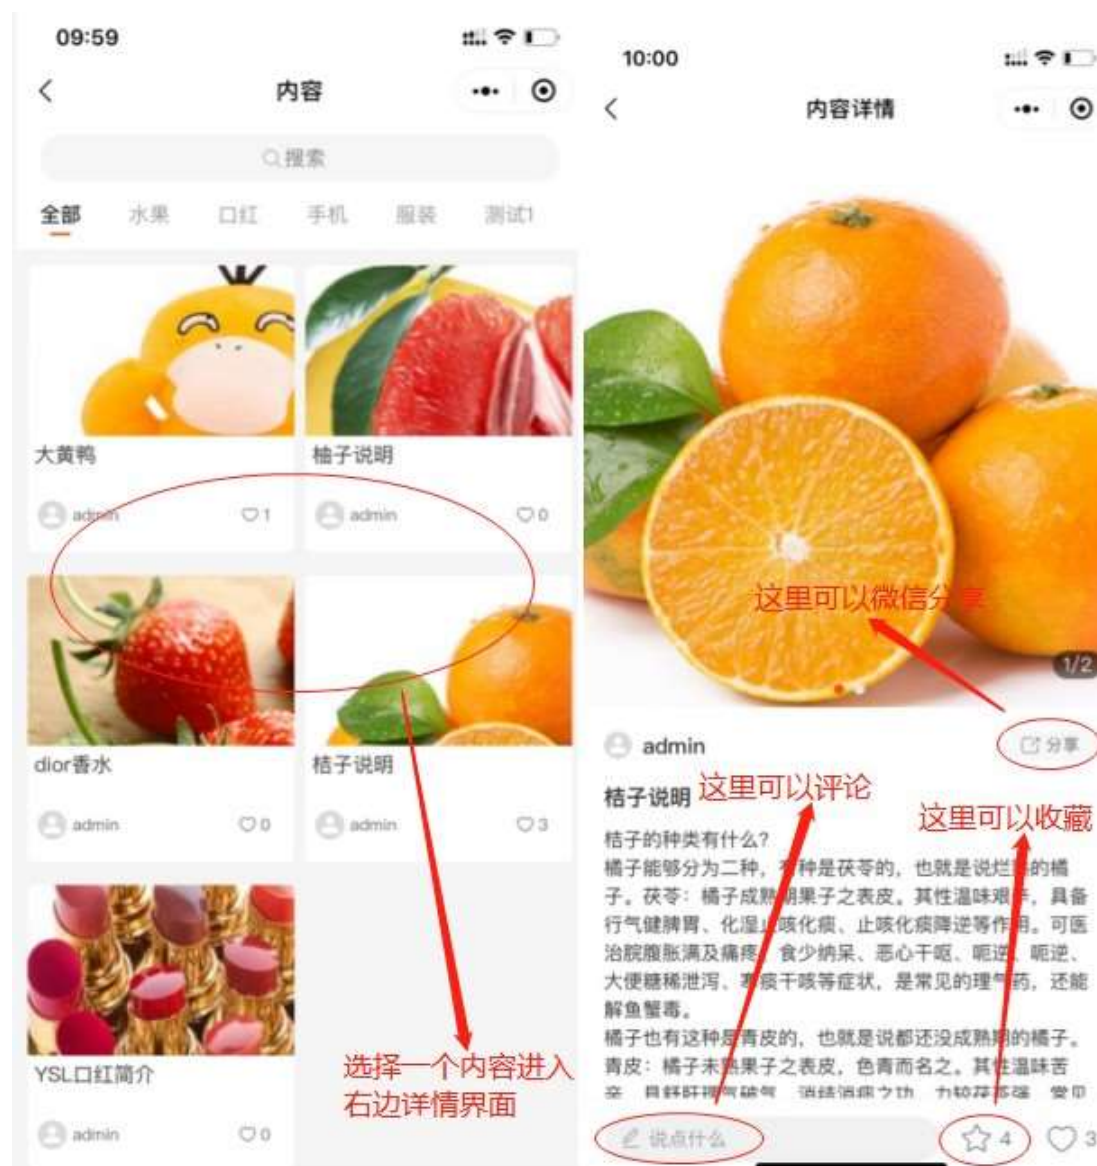 09:59
内容
搜索
全部 水果 口红 手机 服装 测试1
大黄鸭
柚子说明
admin 1
admin 0
dior香水
桔子说明
admin 0
admin 3
YSL口红简介
admin 0
选择一个内容进入
右边详情界面
10:00
内容详情
这里可以微信分享
1/2
admin
分享
桔子说明
这里可以评论
这里可以收藏
桔子的种类有什么?
橘子能够分为二种,有种是茯苓的,也就是说烂熟的橘
子。茯苓:橘子成熟期果子之表皮。其性温味艰辛,具备
行气健脾胃、化湿止咳化痰、止咳化痰降逆等作用。可医
治脘腹胀满及痛疼、食少纳呆、恶心干呕、呃逆、呃逆、
大便糖稀泄泻、寒痰干咳等症状,是常见的理气药,还能
解鱼蟹毒。
橘子也有这种是青皮的,也就是说都还没成熟期的橘子。
青皮:橘子未熟果子之表皮,色青而名之。其性温味苦
说点什么
4
3